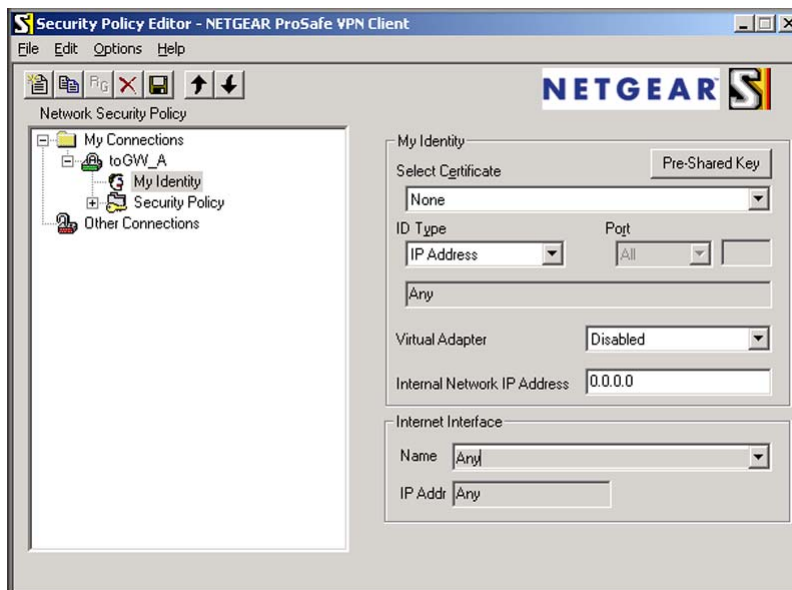 Security Policy Editor - NETGEAR ProSafe VPN Client
File Edit Options Help
NETGEAR
Network Security Policy
My Connections
toGW_A
My Identity
Security Policy
Other Connections
My Identity
Select Certificate
Pre-Shared Key
None
ID Type
Port
IP Address
All
Any
Virtual Adapter
Disabled
Internal Network IP Address
0.0.0.0
Internet Interface
Name
Any
IP Addr
Any